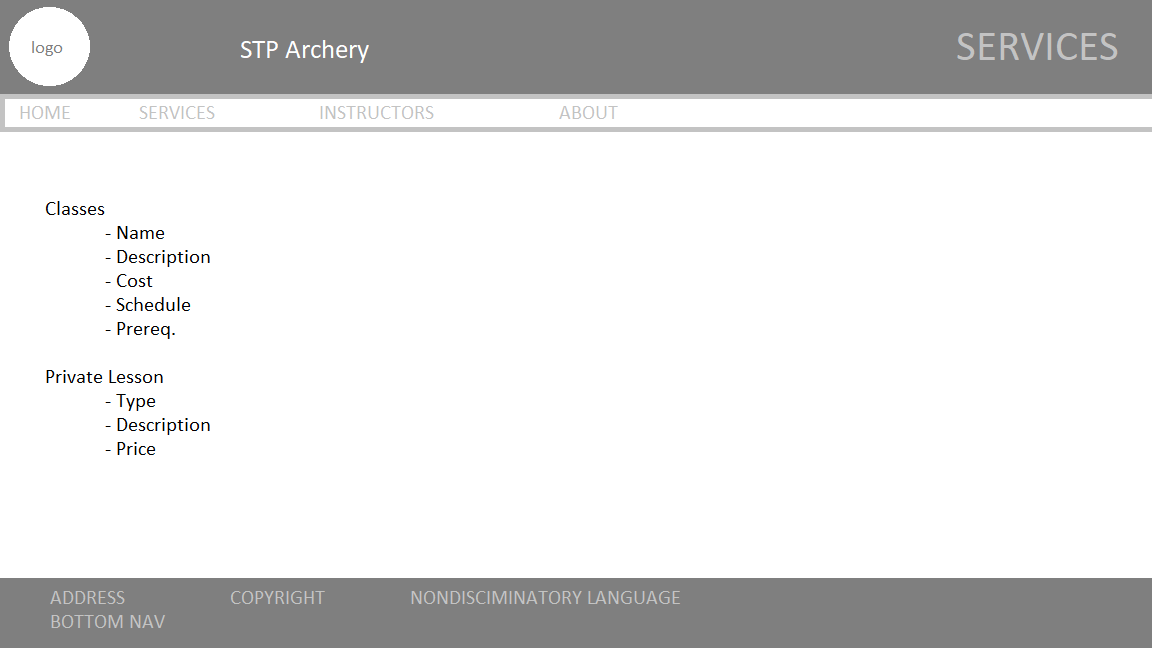 logo
STP Archery
SERVICES
HOME SERVICES INSTRUCTORS ABOUT
Classes
- Name
- Description
- Cost
- Schedule
- Prereq.
Private Lesson
- Type
- Description
- Price
ADDRESS COPYRIGHT NONDISCIMINATORY LANGUAGE
BOTTOM NAV